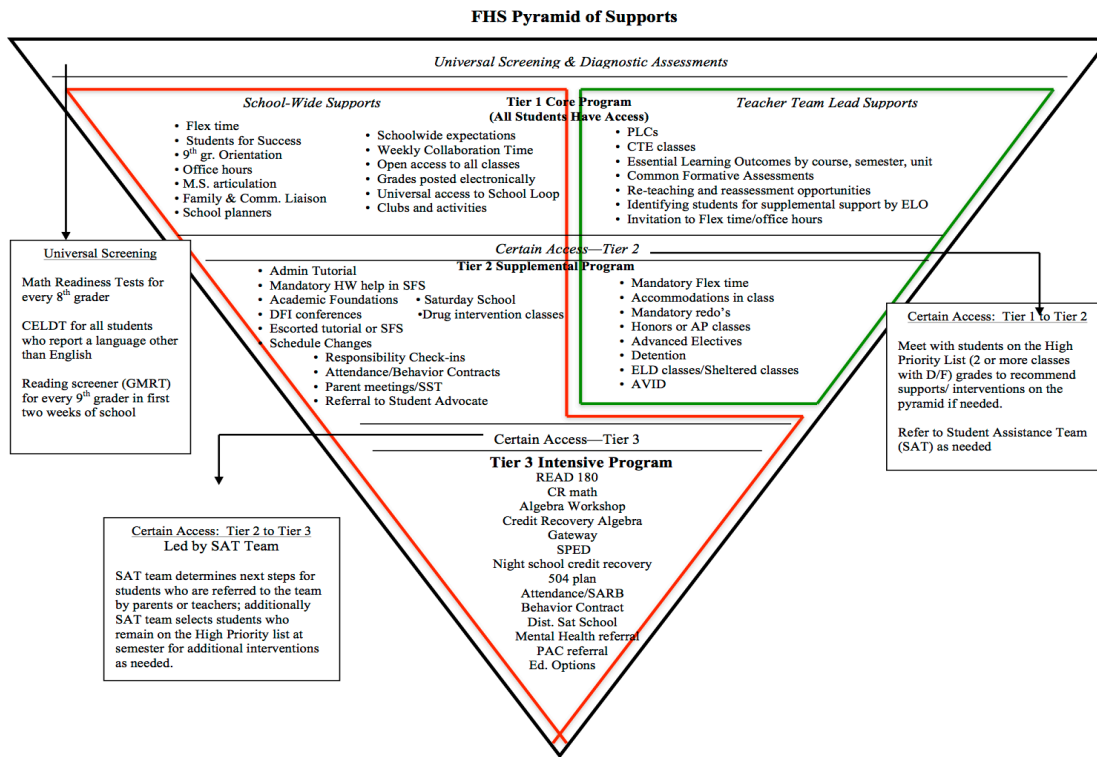 FHS Pyramid of Supports
Universal Screening & Diagnostic Assessments
School-Wide Supports
Tier 1 Core Program
(All Students Have Access)
Teacher Team Lead Supports
• Flex time
• Students for Success
• 9th gr. Orientation
• Office hours
• M.S. articulation
• Family & Comm. Liaison
• School planners
• Schoolwide expectations
• Weekly Collaboration Time
• Open access to all classes
• Grades posted electronically
• Universal access to School Loop
• Clubs and activities
• PLCs
• CTE classes
• Essential Learning Outcomes by course, semester, unit
• Common Formative Assessments
• Re-teaching and reassessment opportunities
• Identifying students for supplemental support by ELO
• Invitation to Flex time/office hours
Universal Screening
Math Readiness Tests for
every 8th grader
CELDT for all students
who report a language other
than English
Reading screener (GMRT)
for every 9th grader in first
two weeks of school
Certain Access—Tier 2
Tier 2 Supplemental Program
• Admin Tutorial
• Mandatory HW help in SFS
• Academic Foundations
• DFI conferences
• Escorted tutorial or SFS
• Schedule Changes
• Saturday School
•Drug intervention classes
• Responsibility Check-ins
• Attendance/Behavior Contracts
• Parent meetings/SST
• Referral to Student Advocate
• Mandatory Flex time
• Accommodations in class
• Mandatory redo's
• Honors or AP classes
• Advanced Electives
• Detention
• ELD classes/Sheltered classes
• AVID
Certain Access: Tier 1 to Tier 2
Meet with students on the High
Priority List (2 or more classes
with D/F) grades to recommend
supports/ interventions on the
pyramid if needed.
Refer to Student Assistance Team
(SAT) as needed
Certain Access—Tier 3
Tier 3 Intensive Program
READ 180
CR math
Algebra Workshop
Credit Recovery Algebra
Gateway
SPED
Night school credit recovery
504 plan
Attendance/SARB
Behavior Contract
Dist. Sat School
Mental Health referral
PAC referral
Ed. Options
Certain Access: Tier 2 to Tier 3
Led by SAT Team
SAT team determines next steps for
students who are referred to the team
by parents or teachers; additionally
SAT team selects students who
remain on the High Priority list at
semester for additional interventions
as needed.